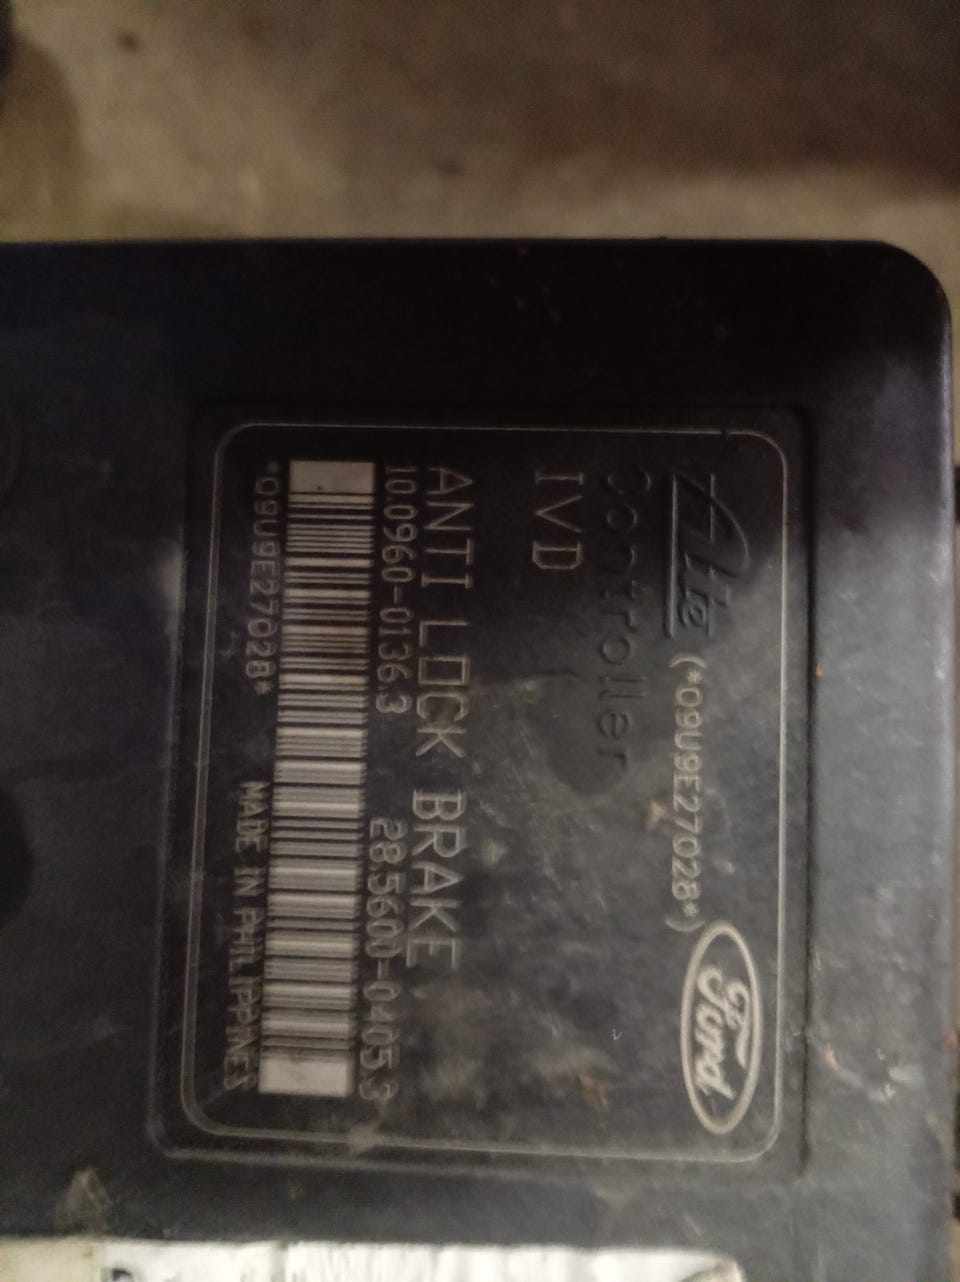 Ate (*09U9E27028*) Ford
Controller
IVD
ANTI LOCK BRAKE
10.0960-0136.3 28.5600-0405.3
*09U9E27028* MADE IN PHILIPPINES